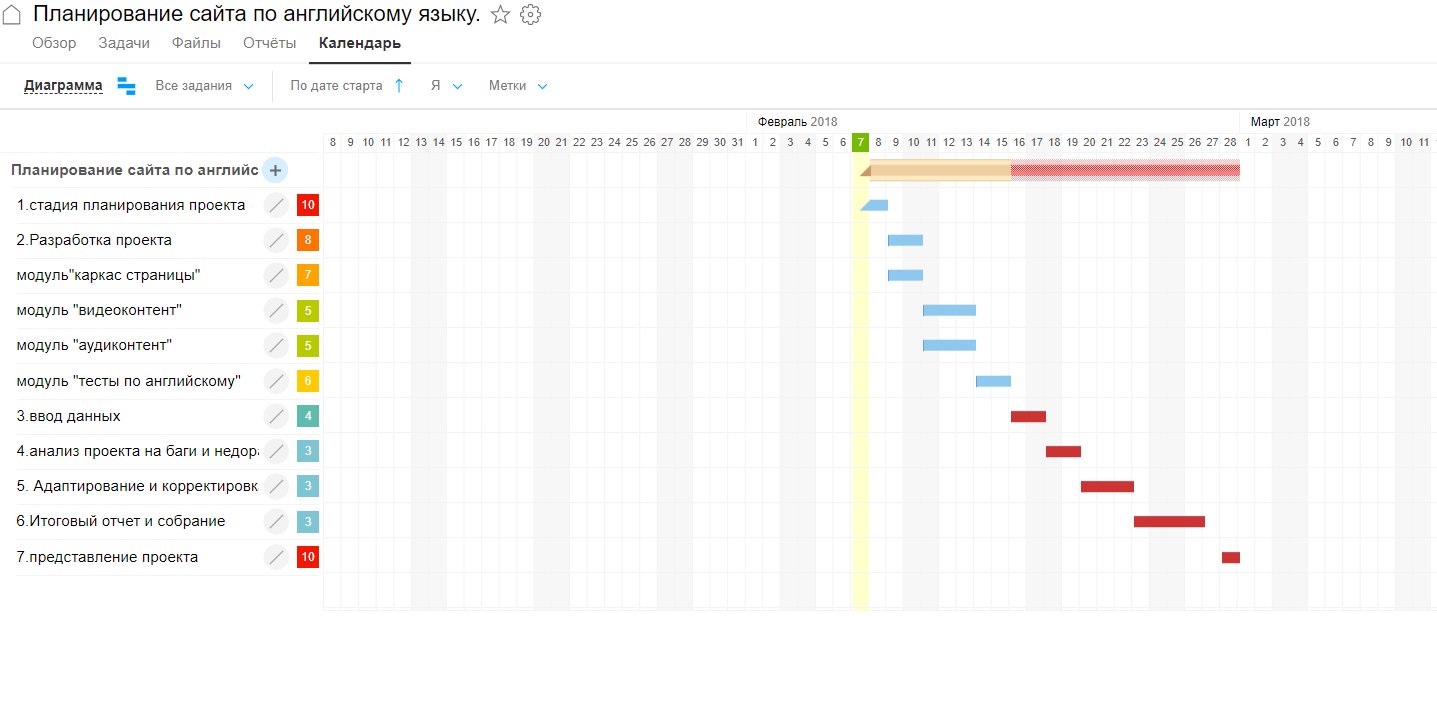 Планирование сайта по английскому языку.
Обзор Задачи Файлы Отчёты Календарь
Диаграмма Все задания По дате старта Я Метки
Февраль 2018 Март 2018
8 9 10 11 12 13 14 15 16 17 18 19 20 21 22 23 24 25 26 27 28 29 30 31 1 2 3 4 5 6 7 8 9 10 11 12 13 14 15 16 17 18 19 20 21 22 23 24 25 26 27 28 1 2 3 4 5 6 7 8 9 10 11
Планирование сайта по английс +
1.стадия планирования проекта 10
2.Разработка проекта 8
модуль"каркас страницы" 7
модуль "видеоконтент" 5
модуль "аудиконтент" 5
модуль "тесты по английскому" 6
3.ввод данных 4
4.анализ проекта на баги и недора 3
5. Адаптирование и корректировк 3
6.Итоговый отчет и собрание 3
7.представление проекта 10